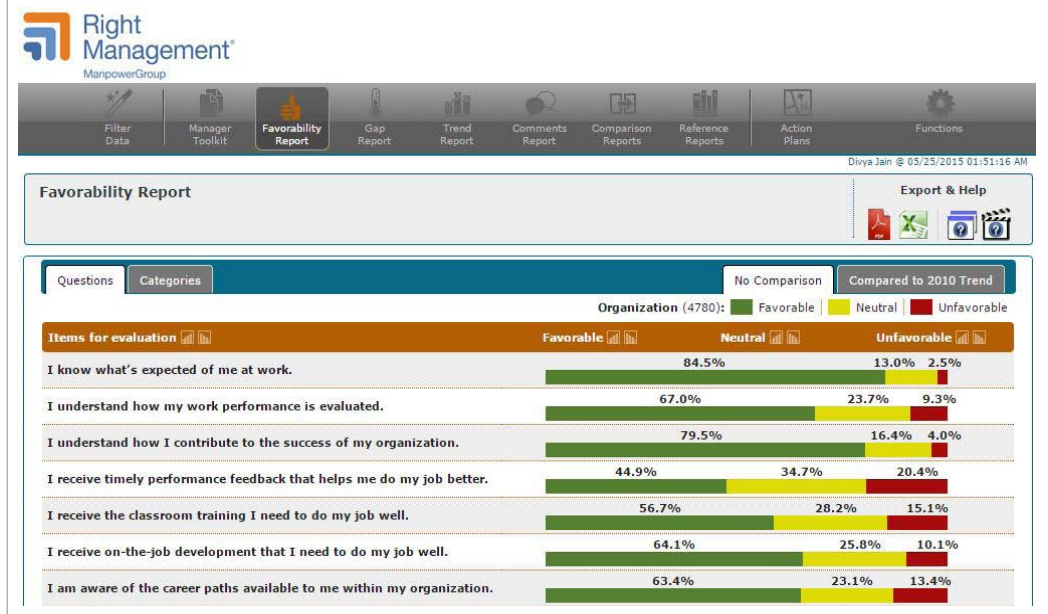 Right
Management
ManpowerGroup
Filter Data
Manager Toolkit
Favorability Report
Gap Report
Trend Report
Comments Report
Comparison Reports
Reference Reports
Action Plans
Functions
Divya Jain @ 05/25/2015 01:51:16 AM
Favorability Report
Export & Help
PDF
Questions Categories No Comparison Compared to 2010 Trend
Organization (4780): Favorable Neutral Unfavorable
Items for evaluation Favorable Neutral Unfavorable
84.5% 13.0% 2.5%
I know what's expected of me at work.
67.0% 23.7% 9.3%
I understand how my work performance is evaluated.
79.5% 16.4% 4.0%
I understand how I contribute to the success of my organization.
44.9% 34.7% 20.4%
I receive timely performance feedback that helps me do my job better.
56.7% 28.2% 15.1%
I receive the classroom training I need to do my job well.
64.1% 25.8% 10.1%
I receive on-the-job development that I need to do my job well.
63.4% 23.1% 13.4%
I am aware of the career paths available to me within my organization.